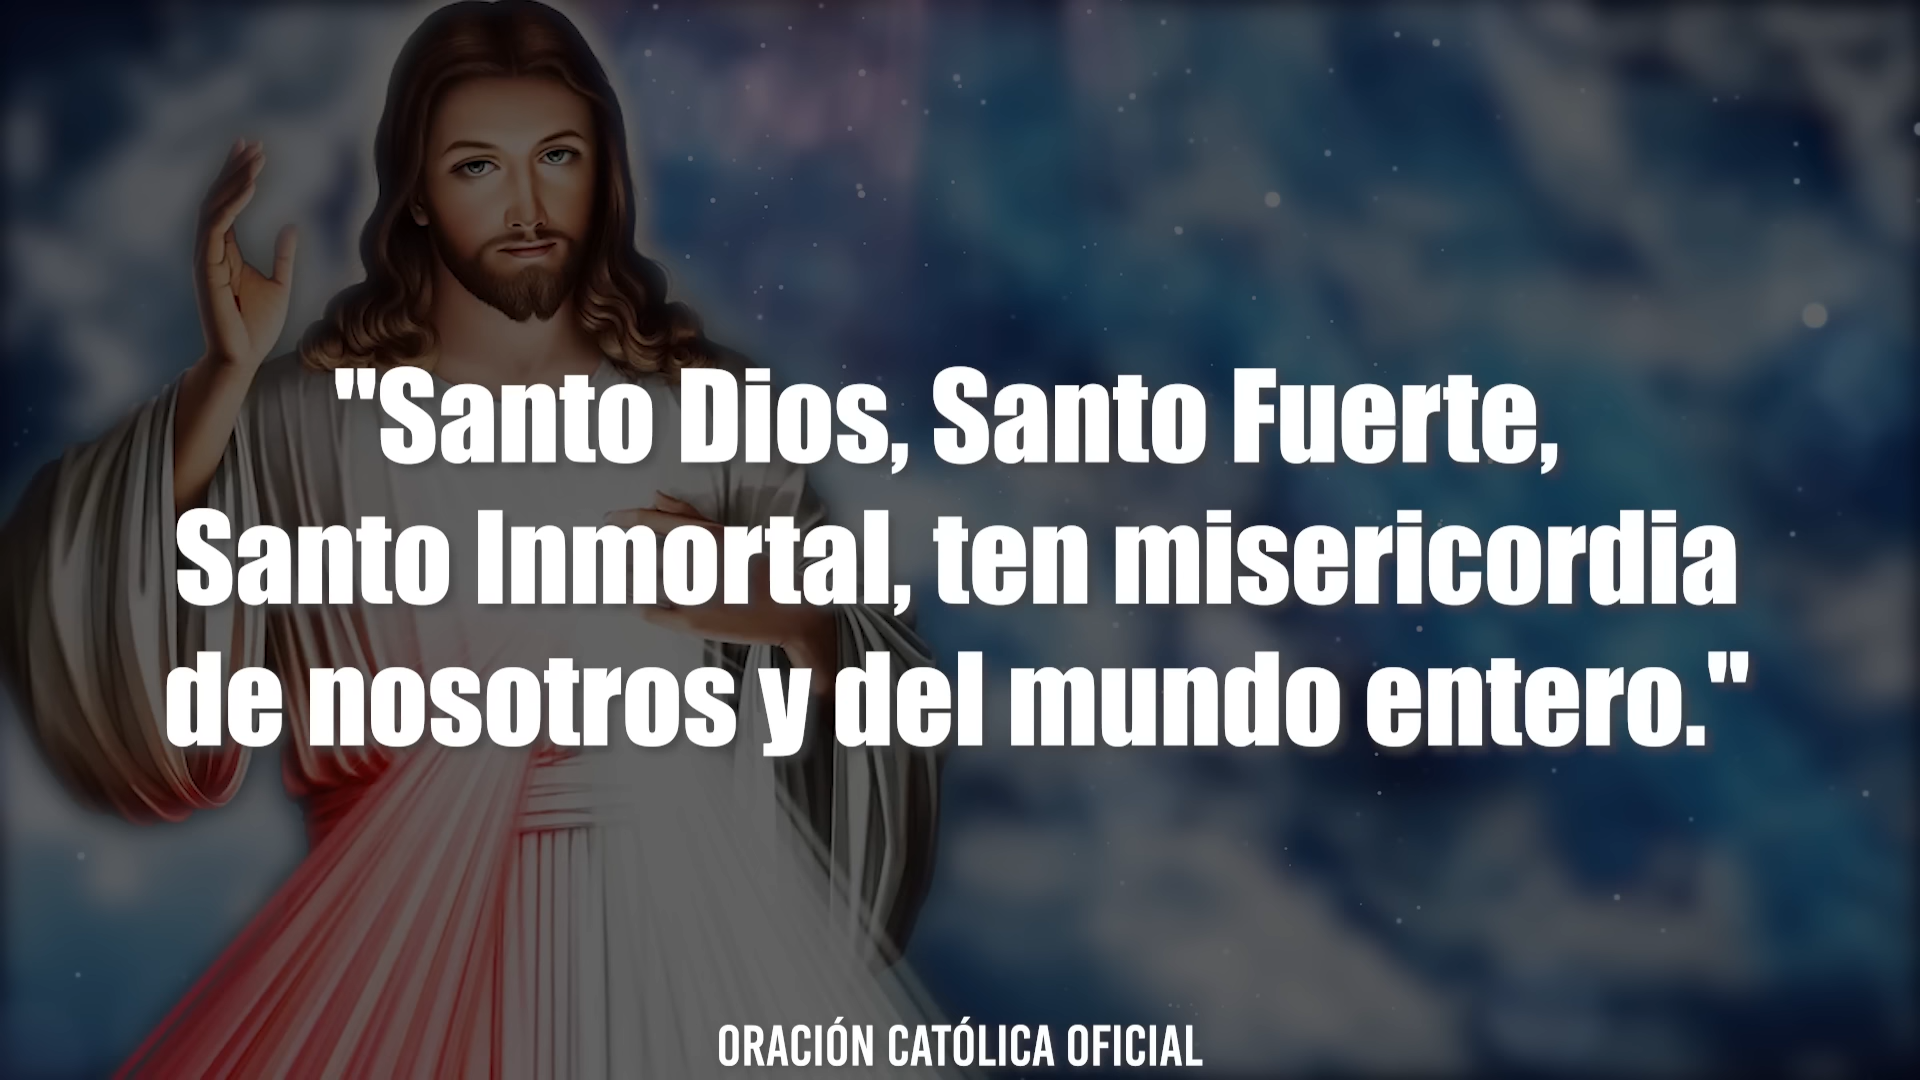 "Santo Dios, Santo Fuerte,
Santo Inmortal, ten misericordia
de nosotros y del mundo entero."
ORACIÓN CATÓLICA OFICIAL